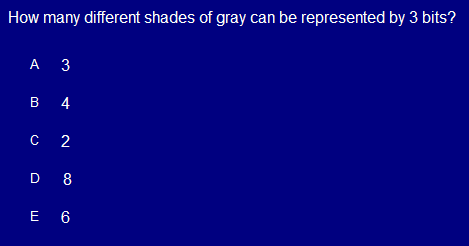 How many different shades of gray can be represented by 3 bits?
A 3
B 4
C 2
D 8
E 6